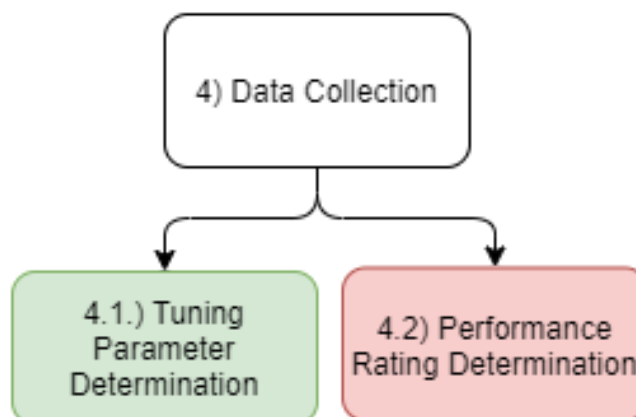 4) Data Collection
4.1.) Tuning
Parameter
Determination
4.2) Performance
Rating Determination